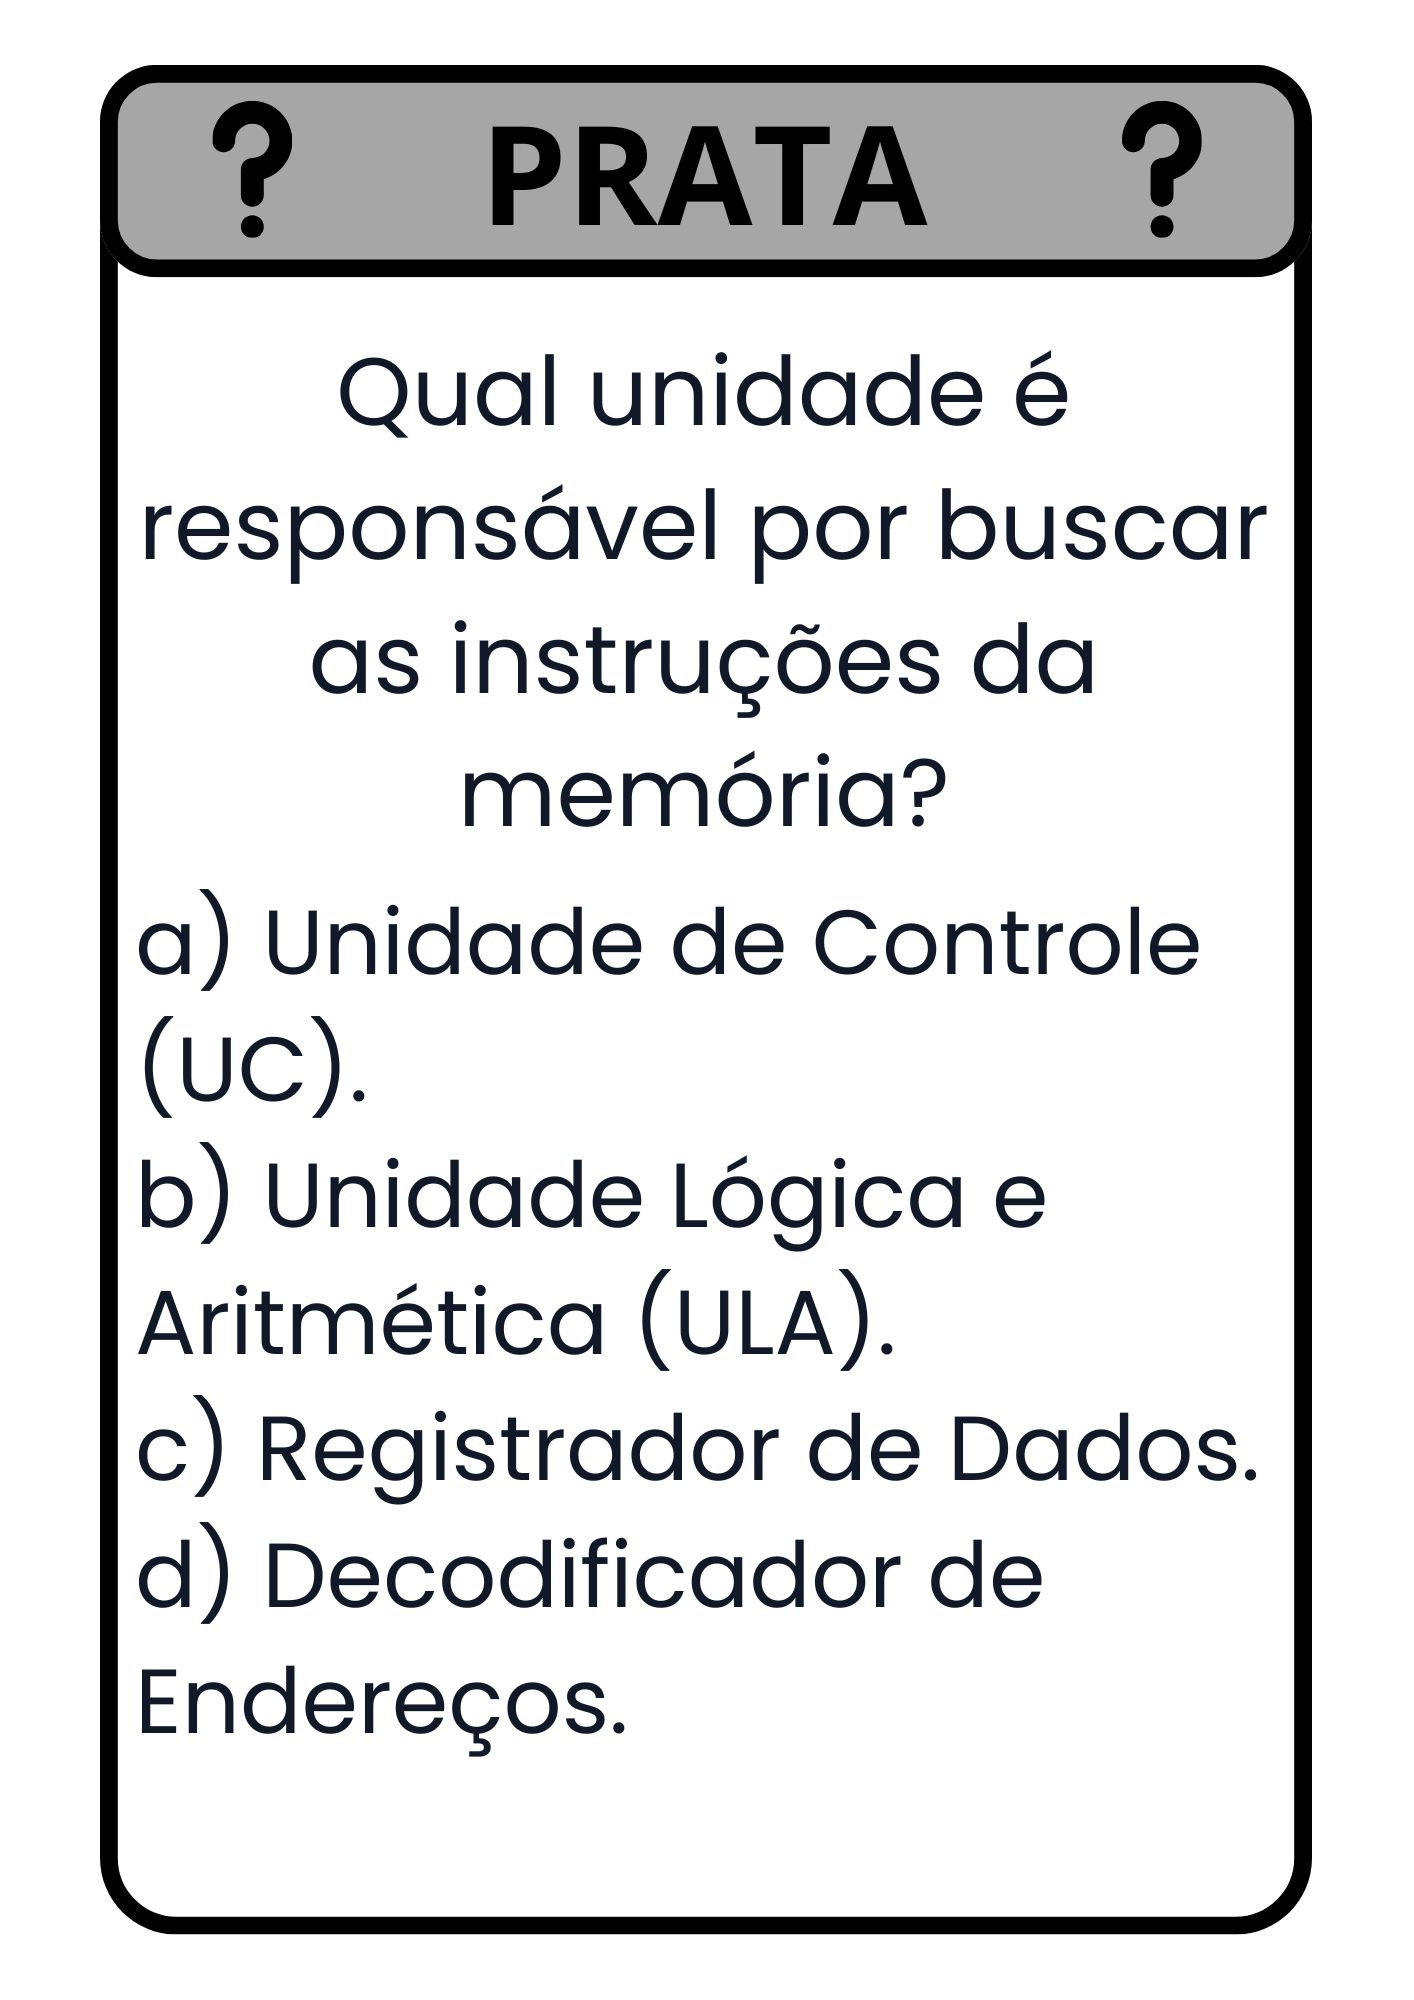 ? PRATA ?
Qual unidade é
responsável por buscar
as instruções da
memória?
a) Unidade de Controle
(UC).
b) Unidade Lógica e
Aritmética (ULA).
c) Registrador de Dados.
d) Decodificador de
Endereços.